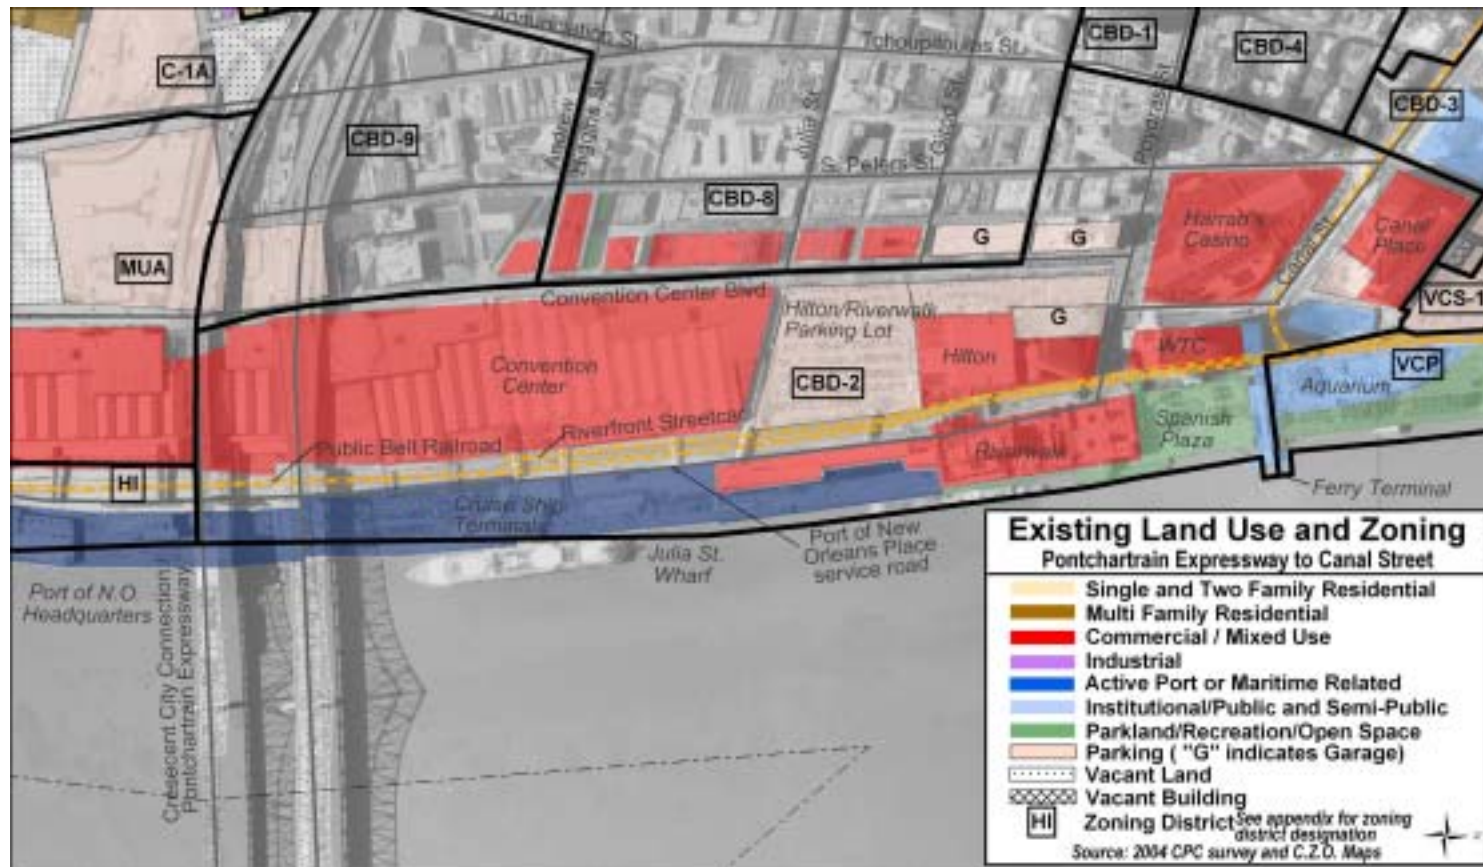 Annunciation St.
Tchoupitoulas St.
CBD-1
CBD-4
C-1A
CBD-3
CBD-9
Andrew
Higgins St.
Julia St.
Girod St.
Poydras St.
S. Peters St.
CBD-8
MUA
G
G
Harrah
Casino
Canal St.
Canal
Place
VCS-1
Convention Center Blvd
Hilton/Riverwalk
Parking Lot
G
Convention
Center
CBD-2
Hilton
WTC
VCP
Aquarium
Riverfront Streetcar
Public Belt Railroad
Spanish
Plaza
Riverwalk
HI
Cruise Ship
Terminals
Ferry Terminal
Julia St.
Wharf
Port of New
Orleans Place
service road
Port of N.O.
Headquarters
Cresecent City Connection /
Pontchartrain Expressway
Existing Land Use and Zoning
Pontchartrain Expressway to Canal Street
Single and Two Family Residential
Multi Family Residential
Commercial / Mixed Use
Industrial
Active Port or Maritime Related
Institutional/Public and Semi-Public
Parkland/Recreation/Open Space
Parking ( "G" indicates Garage)
Vacant Land
Vacant Building
HI Zoning District See appendix for zoning
district designation
Source: 2004 CPC survey and C.Z.O. Maps